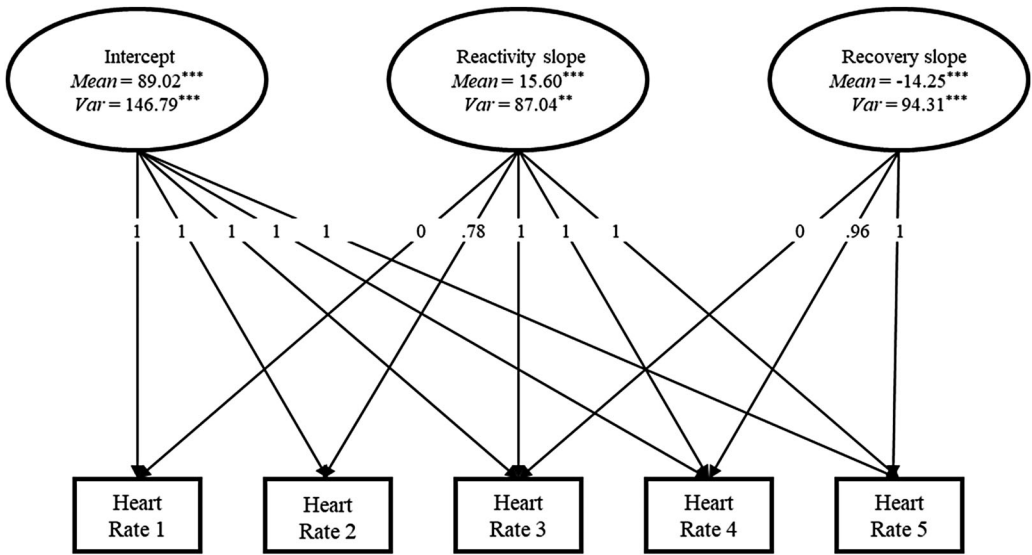 Intercept
Mean = 89.02***
Var = 146.79***
Reactivity slope
Mean = 15.60***
Var = 87.04**
Recovery slope
Mean = -14.25***
Var = 94.31***
1 1 1 1 1 0 .78 1 1 1 0 .96 1
Heart
Rate 1
Heart
Rate 2
Heart
Rate 3
Heart
Rate 4
Heart
Rate 5